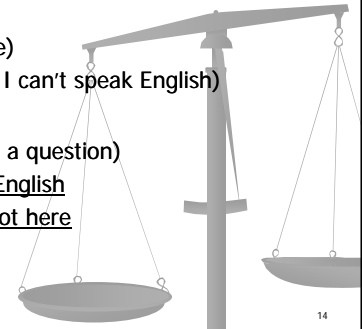 e)
I can't speak English)
a question)
English
ot here
14